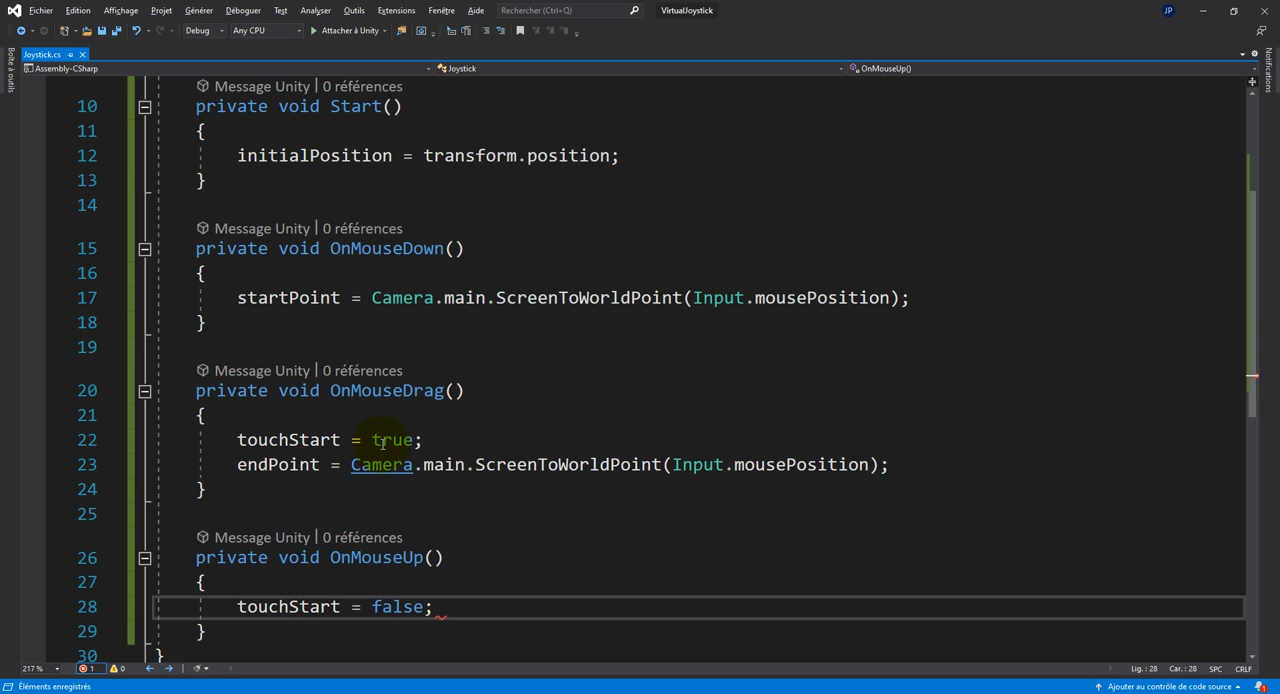 Fichier Edition Affichage Projet Générer Déboguer Test Analyser Outils Extensions Fenêtre Aide Rechercher (Ctrl+Q) VirtualJoystick JP
Debug Any CPU Attacher à Unity
Joystick.cs
Assembly-CSharp Joystick OnMouseUp()
Boîte à outils
Notifications
Message Unity | 0 références
10 private void Start()
11 {
12 initialPosition = transform.position;
13 }
14
Message Unity | 0 références
15 private void OnMouseDown()
16 {
17 startPoint = Camera.main.ScreenToWorldPoint(Input.mousePosition);
18 }
19
Message Unity | 0 références
20 private void OnMouseDrag()
21 {
22 touchStart = true;
23 endPoint = Camera.main.ScreenToWorldPoint(Input.mousePosition);
24 }
25
Message Unity | 0 références
26 private void OnMouseUp()
27 {
28 touchStart = false;
29 }
30 }
217 % 1 0 Lig. : 28 Car. : 28 SPC CRLF
Éléments enregistrés Ajouter au contrôle de code source 1